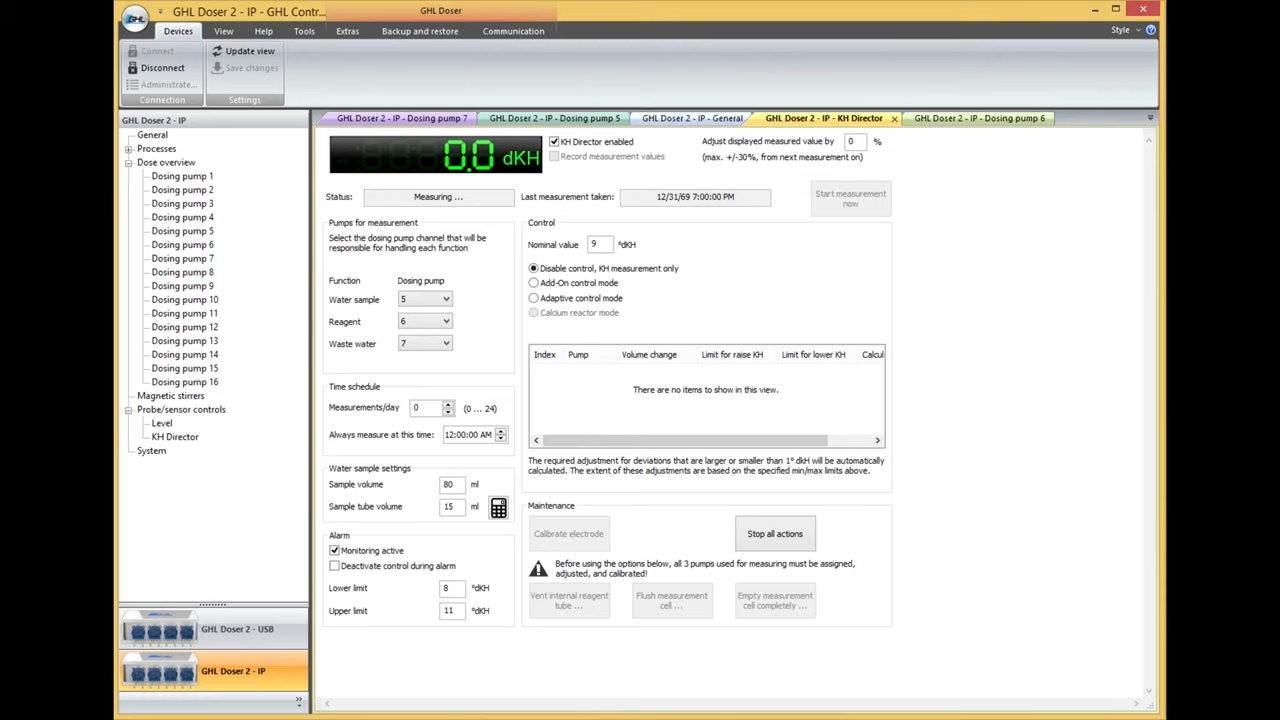 GHL Doser 2 - IP - GHL Contr...
GHL Doser
GHL
Devices
View
Help
Tools
Extras
Backup and restore
Communication
Style
Connect
Disconnect
Administrate...
Connection
Update view
Save changes
Settings
GHL Doser 2 - IP
General
Processes
Dose overview
Dosing pump 1
Dosing pump 2
Dosing pump 3
Dosing pump 4
Dosing pump 5
Dosing pump 6
Dosing pump 7
Dosing pump 8
Dosing pump 9
Dosing pump 10
Dosing pump 11
Dosing pump 12
Dosing pump 13
Dosing pump 14
Dosing pump 15
Dosing pump 16
Magnetic stirrers
Probe/sensor controls
Level
KH Director
System
GHL Doser 2 - USB
GHL Doser 2 - IP
GHL Doser 2 - IP - Dosing pump 7
GHL Doser 2 - IP - Dosing pump 5
GHL Doser 2 - IP - General
GHL Doser 2 - IP - KH Director
GHL Doser 2 - IP - Dosing pump 6
0.0 dKH
KH Director enabled
Record measurement values
Adjust displayed measured value by 0 %
(max. +/-30%, from next measurement on)
Status: Measuring ...
Last measurement taken: 12/31/69 7:00:00 PM
Start measurement
now
Pumps for measurement
Select the dosing pump channel that will be
responsible for handling each function
Function Dosing pump
Water sample 5
Reagent 6
Waste water 7
Time schedule
Measurements/day 0 (0 ... 24)
Always measure at this time: 12:00:00 AM
Water sample settings
Sample volume 80 ml
Sample tube volume 15 ml
Alarm
Monitoring active
Deactivate control during alarm
Lower limit 8 °dKH
Upper limit 11 °dKH
Control
Nominal value 9 °dKH
Disable control, KH measurement only
Add-On control mode
Adaptive control mode
Calcium reactor mode
Index Pump Volume change Limit for raise KH Limit for lower KH Calcul
There are no items to show in this view.
The required adjustment for deviations that are larger or smaller than 1° dKH will be automatically
calculated. The extent of these adjustments are based on the specified min/max limits above.
Maintenance
Calibrate electrode
Stop all actions
Before using the options below, all 3 pumps used for measuring must be assigned,
adjusted, and calibrated!
Vent internal reagent
tube ...
Flush measurement
cell ...
Empty measurement
cell completely ...